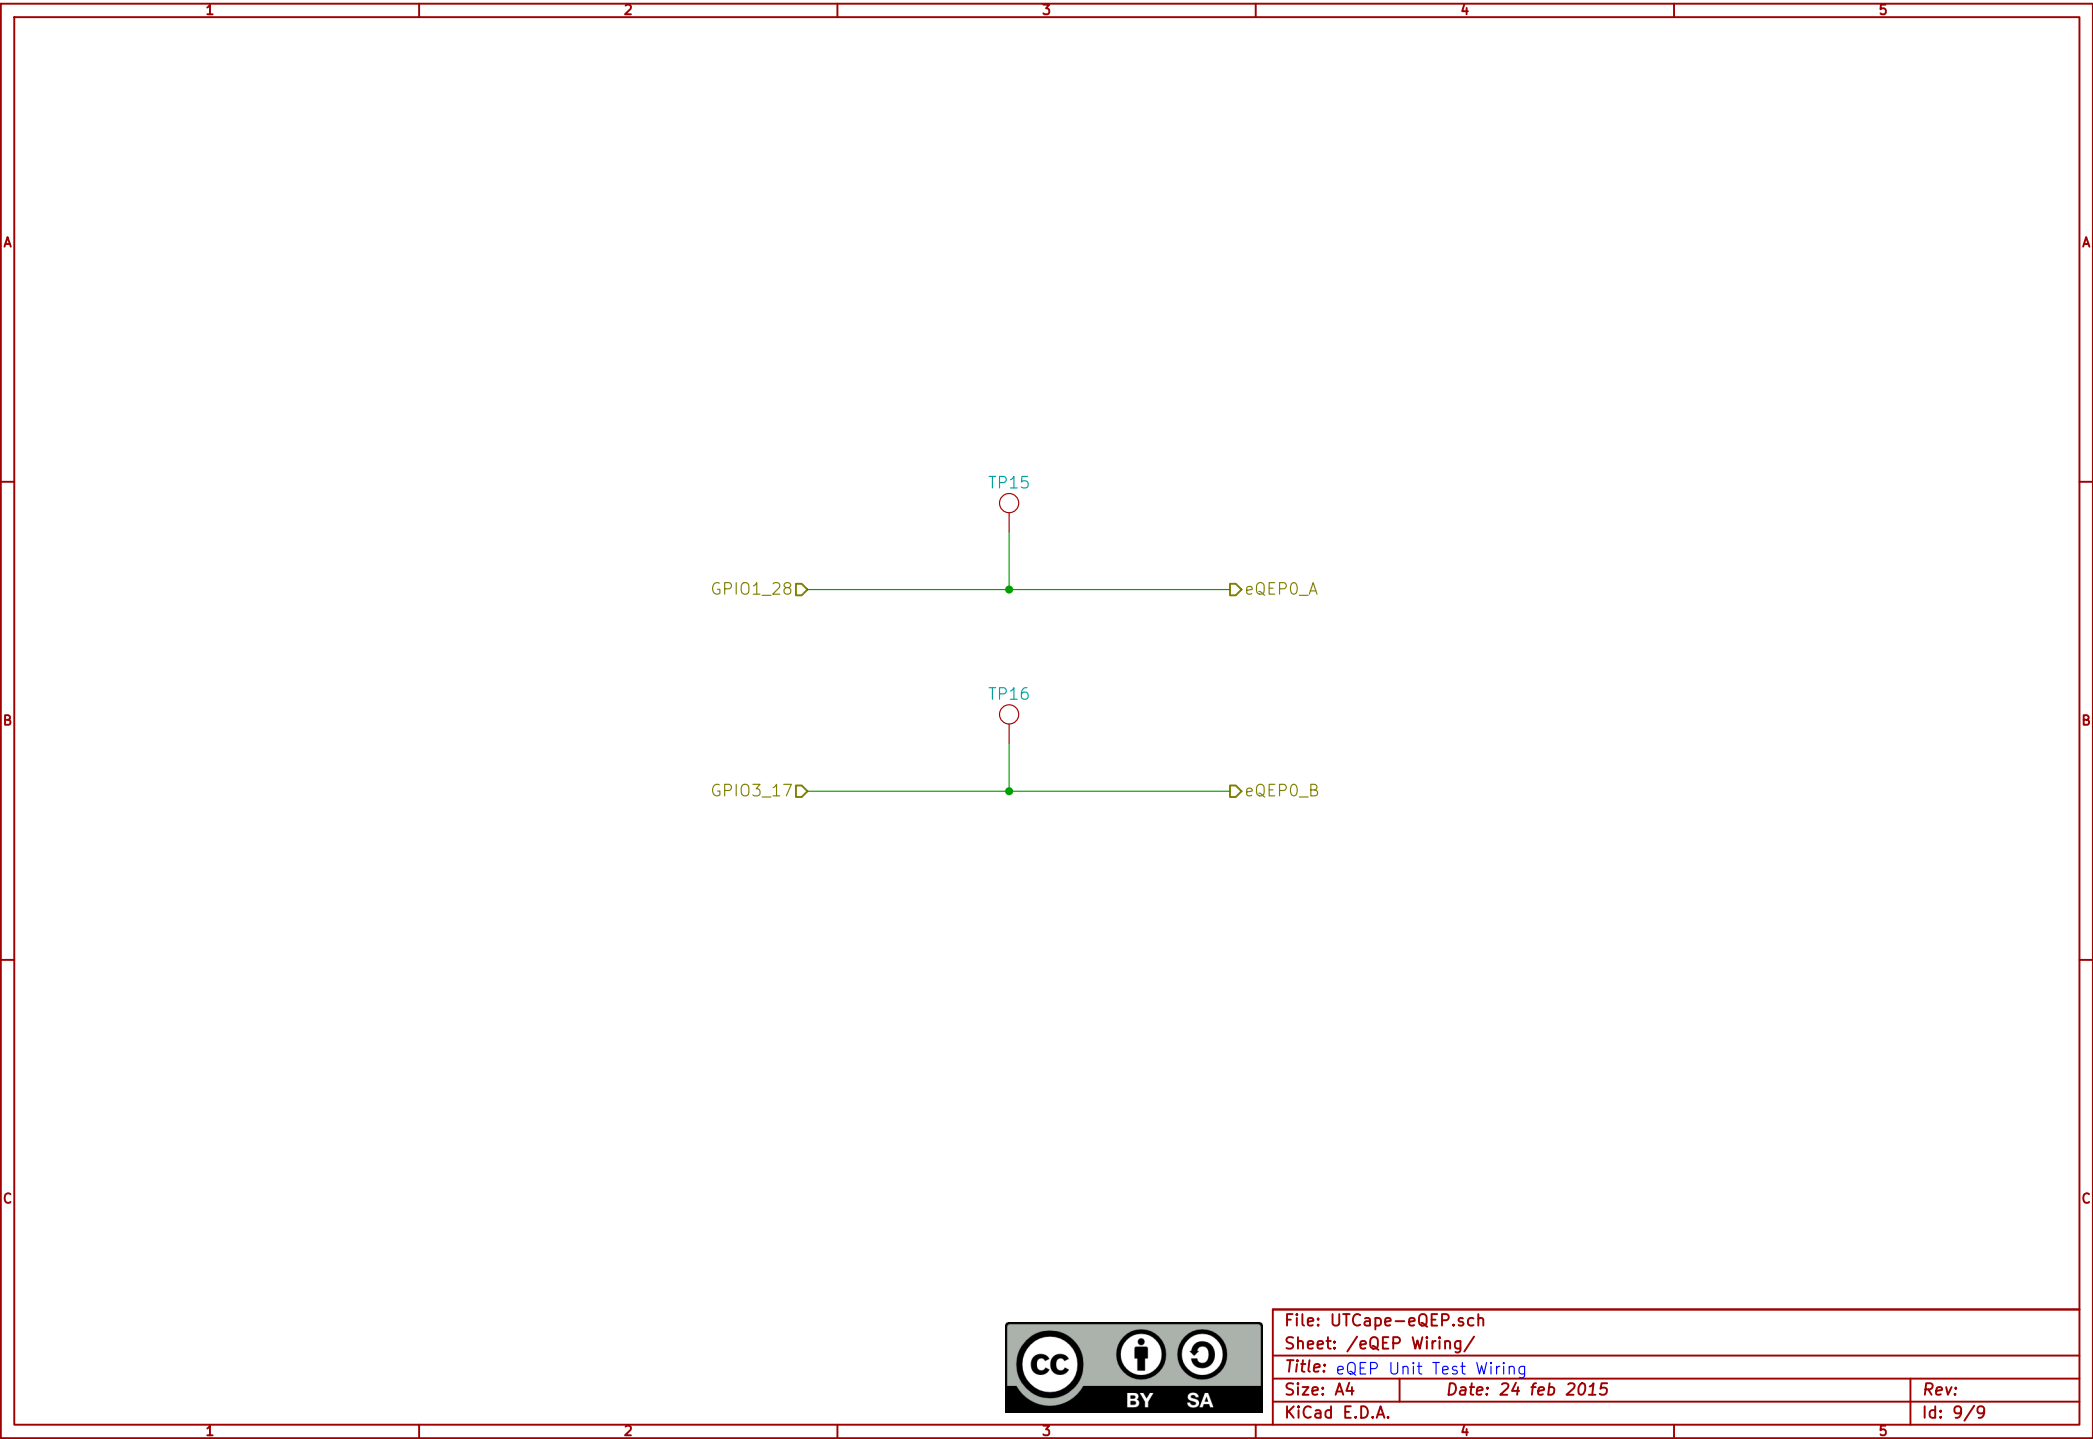 1 2 3 4 5
A A
TP15
GPIO1_28 eQEP0_A
TP16
B B
GPIO3_17 eQEP0_B
C C
File: UTCape-eQEP.sch
Sheet: /eQEP Wiring/
Title: eQEP Unit Test Wiring
Size: A4 Date: 24 feb 2015 Rev:
KiCad E.D.A. Id: 9/9
cc
BY SA
1 2 3 4 5